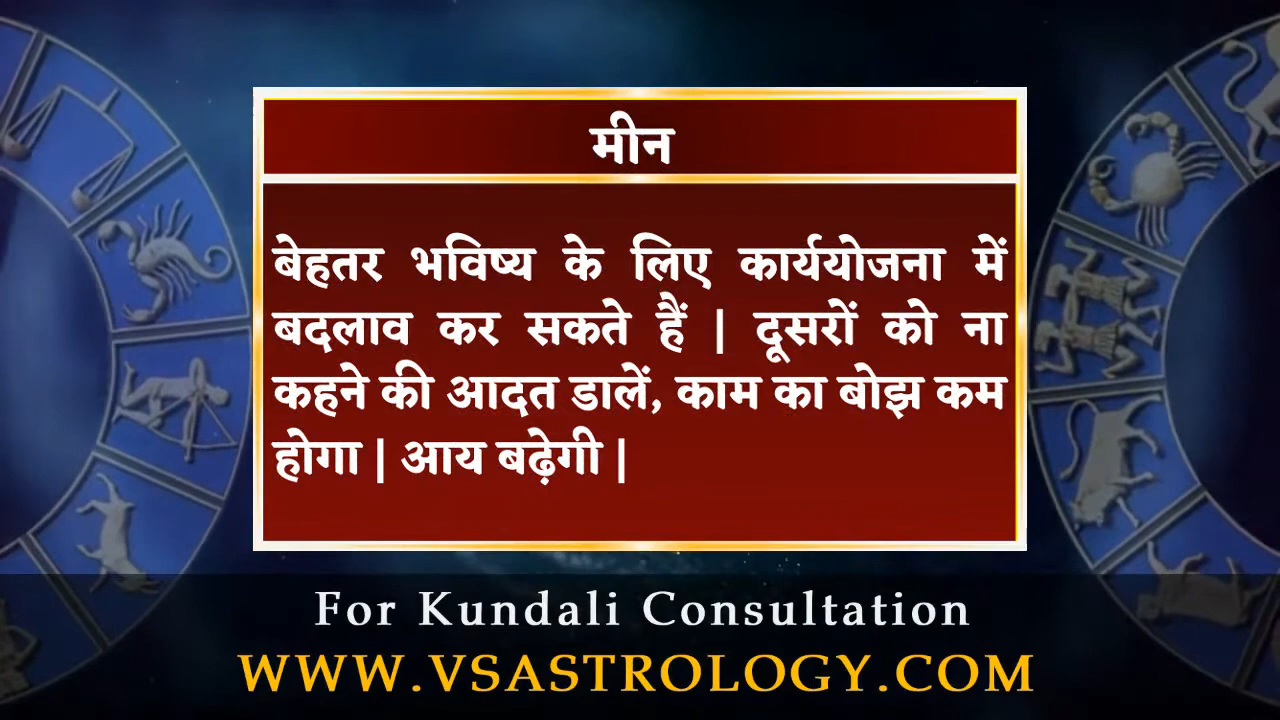 मीन
बेहतर भविष्य के लिए कार्ययोजना में
बदलाव कर सकते हैं | दूसरों को ना
कहने की आदत डालें, काम का बोझ कम
होगा | आय बढ़ेगी |
For Kundali Consultation
WWW.VSASTROLOGY.COM